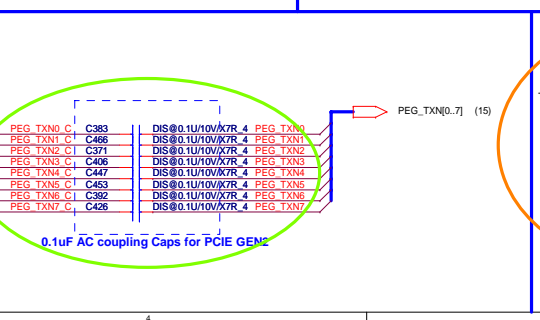 PEG_TXN[0..7] (15)
PEG_TXN0_C C383 DIS@0.1U/10V/X7R_4 PEG_TXN0
PEG_TXN1_C C466 DIS@0.1U/10V/X7R_4 PEG_TXN1
PEG_TXN2_C C371 DIS@0.1U/10V/X7R_4 PEG_TXN2
PEG_TXN3_C C406 DIS@0.1U/10V/X7R_4 PEG_TXN3
PEG_TXN4_C C447 DIS@0.1U/10V/X7R_4 PEG_TXN4
PEG_TXN5_C C453 DIS@0.1U/10V/X7R_4 PEG_TXN5
PEG_TXN6_C C392 DIS@0.1U/10V/X7R_4 PEG_TXN6
PEG_TXN7_C C426 DIS@0.1U/10V/X7R_4 PEG_TXN7
0.1uF AC coupling Caps for PCIE GEN2
4